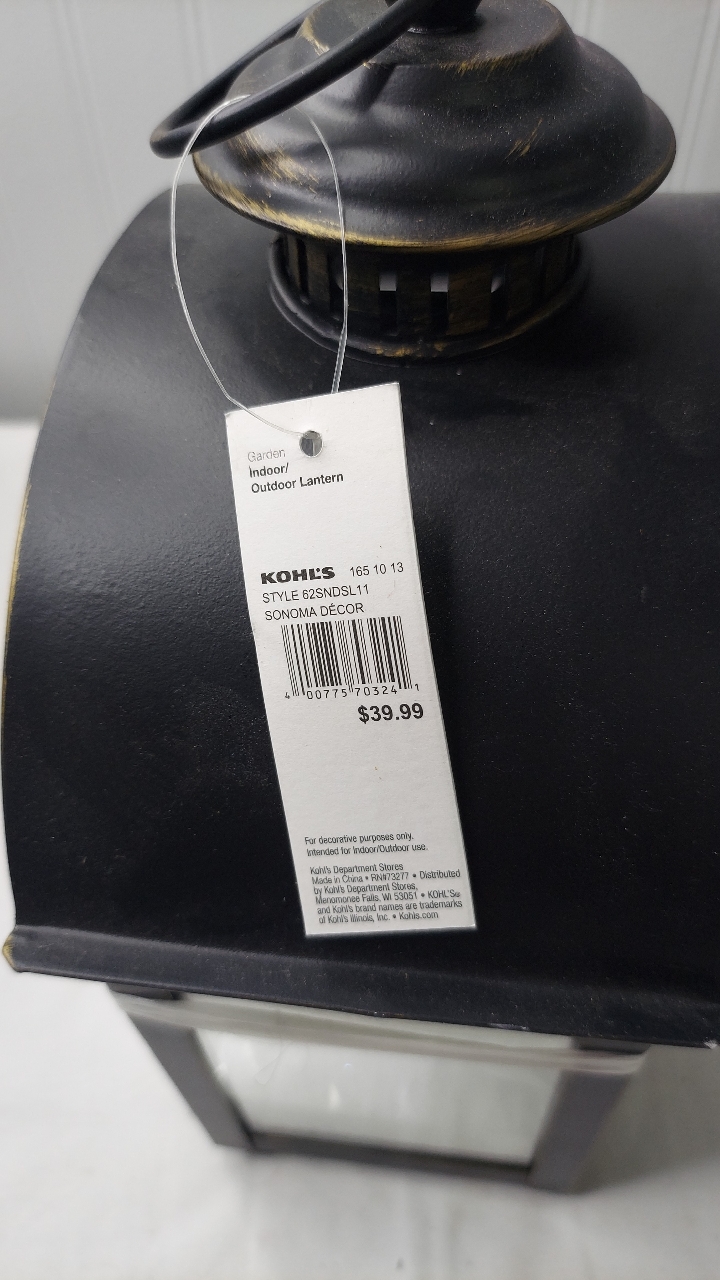 Garden
Indoor/
Outdoor Lantern
KOHL'S 165 10 13
STYLE 62SNDSL11
SONOMA DÉCOR
4 00775 70324 1
$39.99
For decorative purposes only.
Intended for Indoor/Outdoor use.
Kohl's Department Stores
Made in China • RN#73277 • Distributed
by Kohl's Department Stores,
Menomonee Falls, WI 53051 • KOHL'S®
and Kohl's brand names are trademarks
of Kohl's Illinois, Inc. • Kohls.com